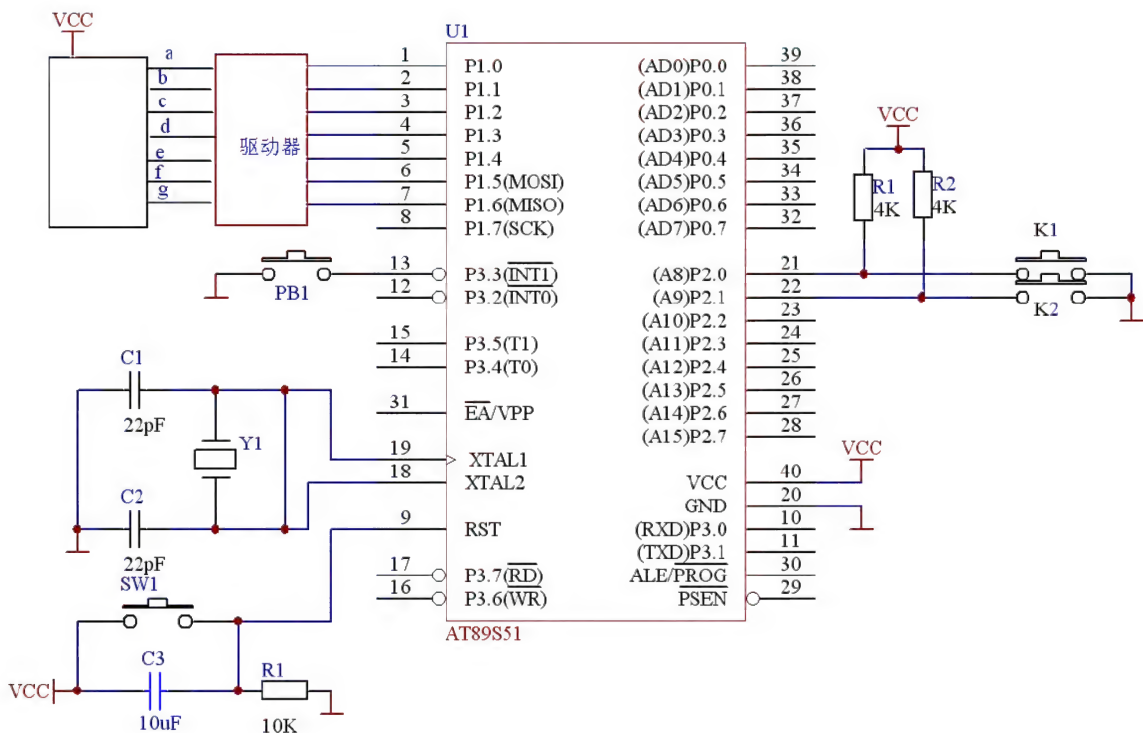 VCC
a
b
c
d
e
f
g
驱动器
U1
1 P1.0
2 P1.1
3 P1.2
4 P1.3
5 P1.4
6 P1.5(MOSI)
7 P1.6(MISO)
8 P1.7(SCK)
13 P3.3(INT1)
12 P3.2(INT0)
15 P3.5(T1)
14 P3.4(T0)
31 EA/VPP
19 XTAL1
18 XTAL2
9 RST
17 P3.7(RD)
16 P3.6(WR)
(AD0)P0.0 39
(AD1)P0.1 38
(AD2)P0.2 37
(AD3)P0.3 36
(AD4)P0.4 35
(AD5)P0.5 34
(AD6)P0.6 33
(AD7)P0.7 32
(A8)P2.0 21
(A9)P2.1 22
(A10)P2.2 23
(A11)P2.3 24
(A12)P2.4 25
(A13)P2.5 26
(A14)P2.6 27
(A15)P2.7 28
VCC 40
GND 20
(RXD)P3.0 10
(TXD)P3.1 11
ALE/PROG 30
PSEN 29
AT89S51
PB1
C1
22pF
Y1
C2
22pF
SW1
C3
10uF
VCC
R1
10K
VCC
R1
4K
R2
4K
K1
K2
VCC